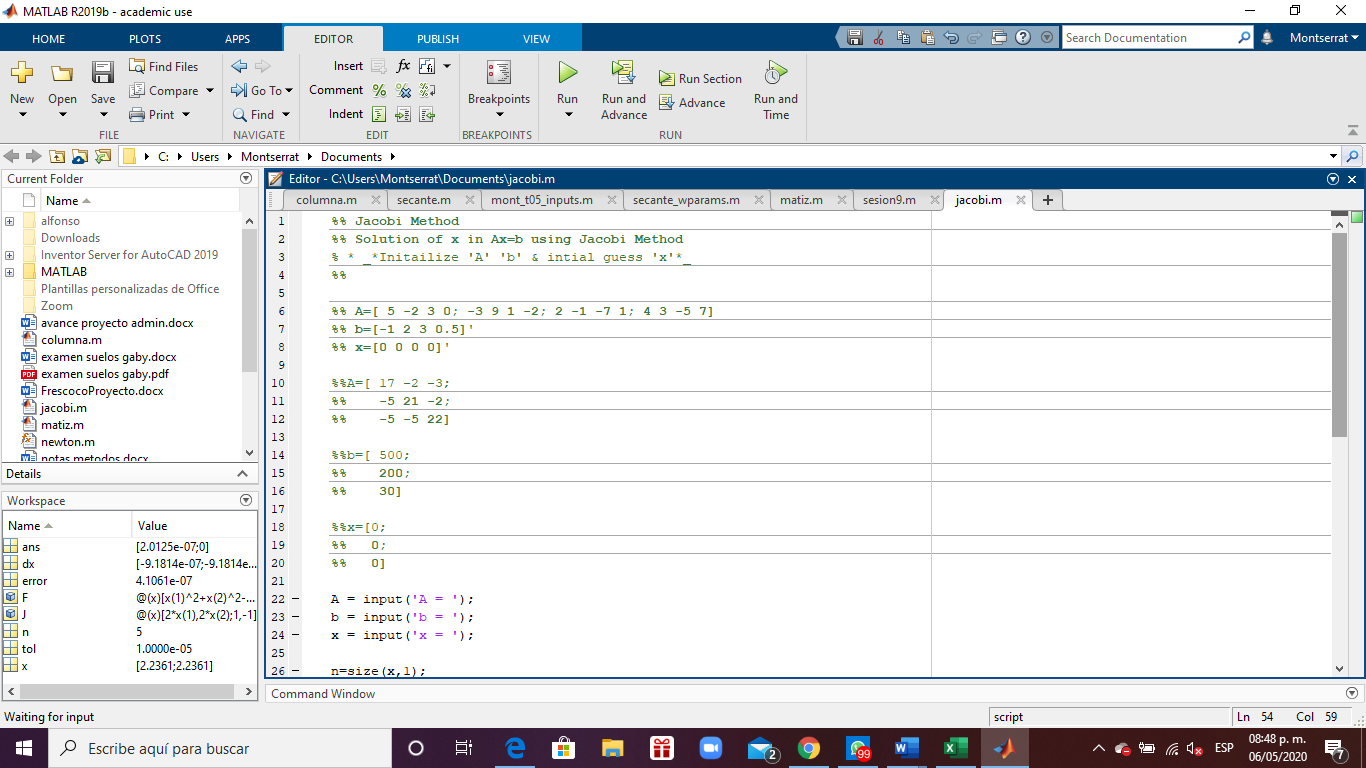 MATLAB R2019b - academic use
HOME PLOTS APPS EDITOR PUBLISH VIEW Search Documentation Montserrat
New Open Save Find Files Compare Print
FILE
Go To Find
NAVIGATE
Insert fx
Comment
Indent
EDIT
Breakpoints
BREAKPOINTS
Run Run and Advance Run Section Advance Run and Time
RUN
C: Users Montserrat Documents
Current Folder
Name
alfonso
Downloads
Inventor Server for AutoCAD 2019
MATLAB
Plantillas personalizadas de Office
Zoom
avance proyecto admin.docx
columna.m
examen suelos gaby.docx
examen suelos gaby.pdf
FrescocoProyecto.docx
jacobi.m
matiz.m
newton.m
notas metodos.docx
Details
Workspace
Name Value
ans [2.0125e-07;0]
dx [-9.1814e-07;-9.1814e...
error 4.1061e-07
F @(x)[x(1)^2+x(2)^2-...
J @(x)[2*x(1),2*x(2);1,-1]
n 5
tol 1.0000e-05
x [2.2361;2.2361]
Editor - C:\Users\Montserrat\Documents\jacobi.m
columna.m secante.m mont_t05_inputs.m secante_wparams.m matiz.m sesion9.m jacobi.m
1 %% Jacobi Method
2 %% Solution of x in Ax=b using Jacobi Method
3 % * _*Initailize 'A' 'b' & intial guess 'x'*_
4 %%
5
6 %% A=[ 5 -2 3 0; -3 9 1 -2; 2 -1 -7 1; 4 3 -5 7]
7 %% b=[-1 2 3 0.5]'
8 %% x=[0 0 0 0]'
9
10 %%A=[ 17 -2 -3;
11 %% -5 21 -2;
12 %% -5 -5 22]
13
14 %%b=[ 500;
15 %% 200;
16 %% 30]
17
18 %%x=[0;
19 %% 0;
20 %% 0]
21
22 A = input('A = ');
23 b = input('b = ');
24 x = input('x = ');
25
26 n=size(x,1);
Command Window
Waiting for input script Ln 54 Col 59
Escribe aquí para buscar
2 99 ESP 08:48 p. m.
06/05/2020 7